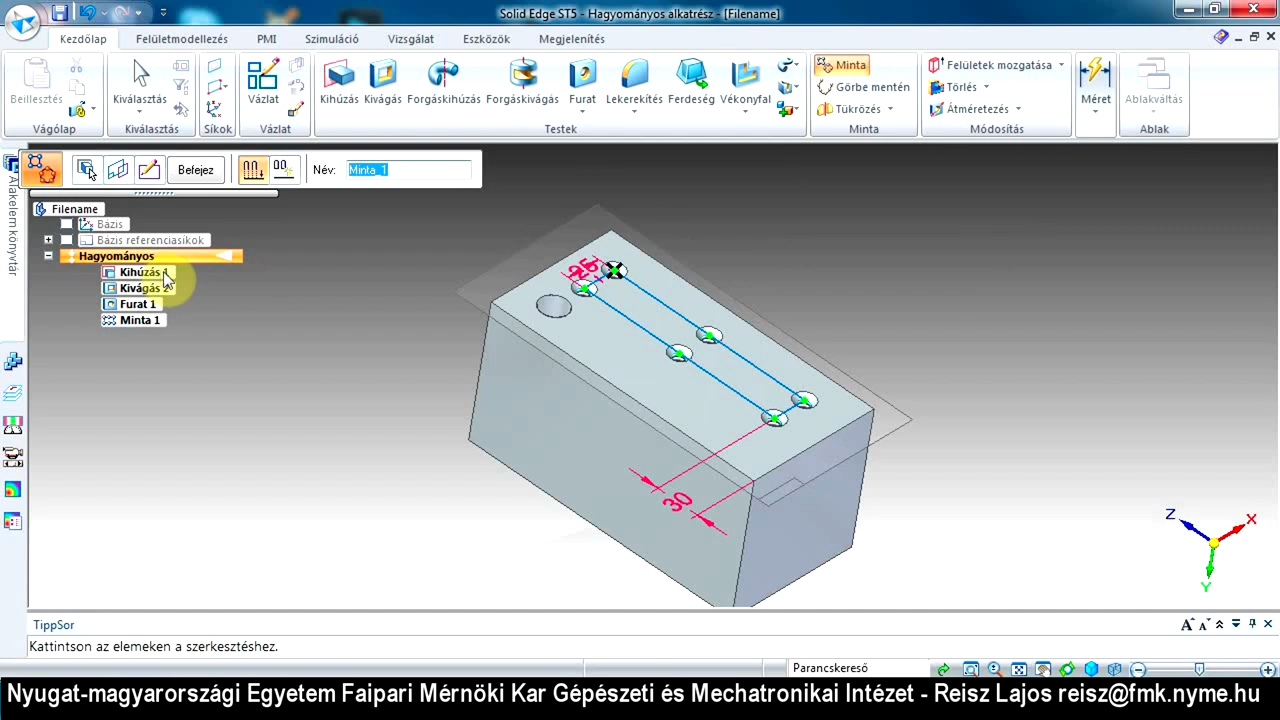 Solid Edge ST5 - Hagyományos alkatrész - [Filename]
Kezdőlap Felületmodellezés PMI Szimuláció Vizsgálat Eszközök Megjelenítés
Beillesztés Kiválasztás Vázlat Kihúzás Kivágás Forgáskihúzás Forgáskivágás Furat Lekerekítés Ferdeség Vékonyfal Minta Felületek mozgatása Méret Ablakváltás
Görbe mentén Törlés
Tükrözés Átméretezés
Vágólap Kiválasztás Síkok Vázlat Testek Minta Módosítás Ablak
Befejez Név: Minta_1
Alakelem könyvtár
Filename
Bázis
Bázis referenciasíkok
Hagyományos
Kihúzás 1
Kivágás 2
Furat 1
Minta 1
25
30
Z X
Y
TippSor
Kattintson az elemeken a szerkesztéshez.
Parancskereső
Nyugat-magyarországi Egyetem Faipari Mérnöki Kar Gépészeti és Mechatronikai Intézet - Reisz Lajos reisz@fmk.nyme.hu